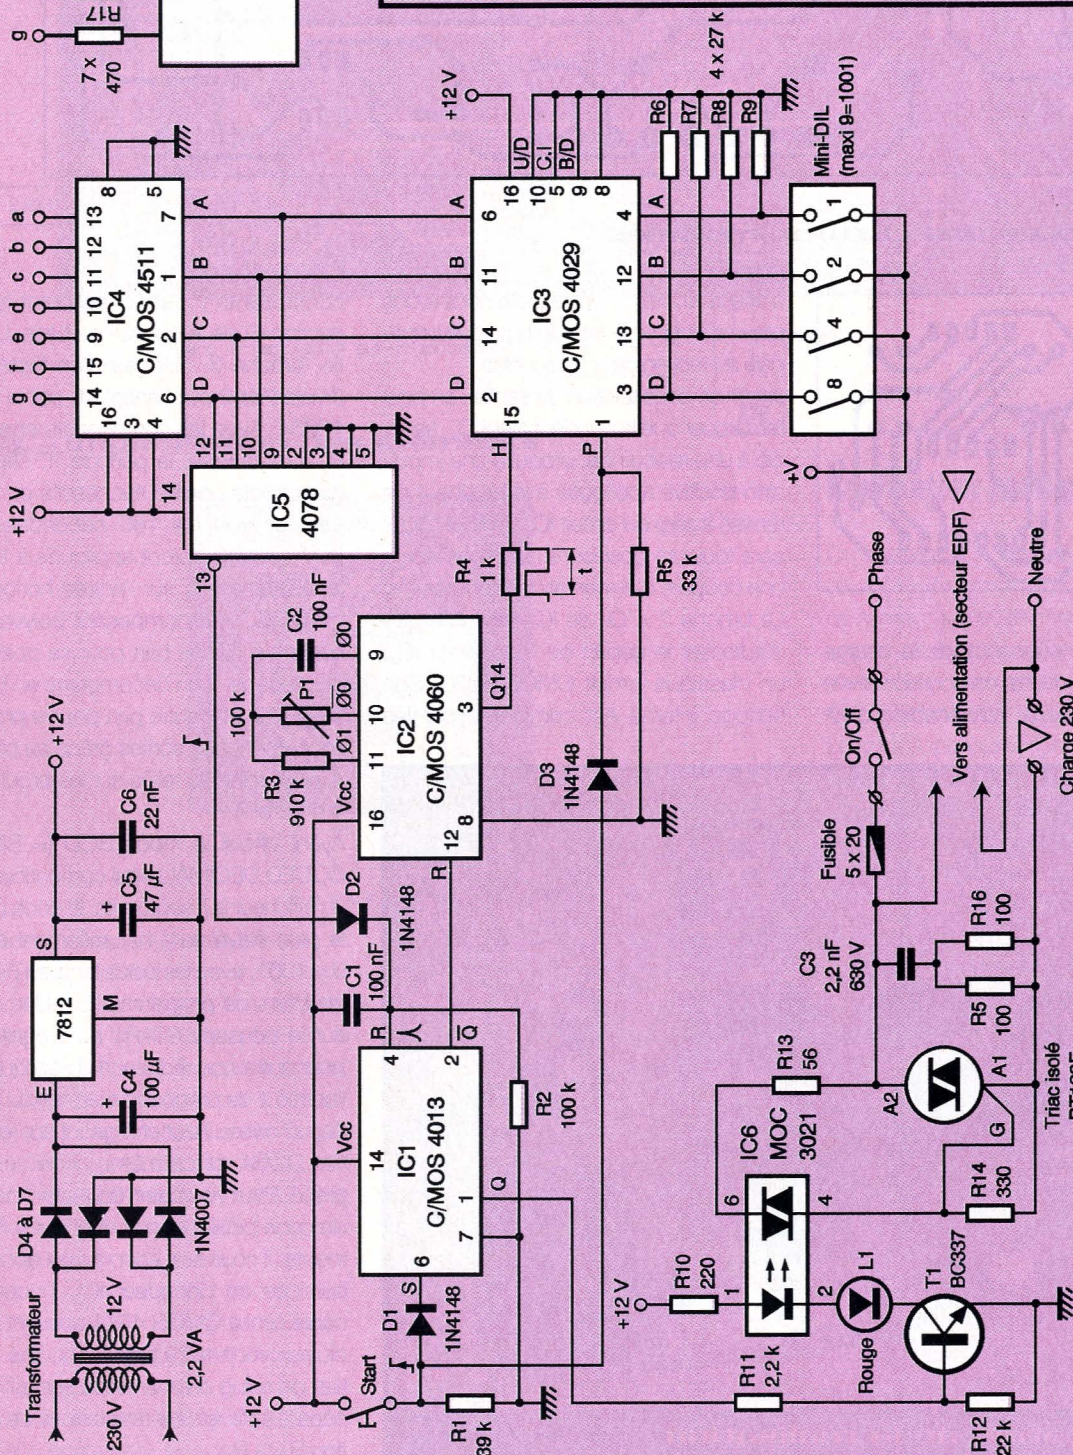 g
R17
7 x
470
+12 V
a
b
c
d
e
f
g
13
12
11
10
9
15
14
16
3
4
8
5
IC4
C/MOS 4511
7
1
2
6
A
B
C
D
+12 V
U/D
C.I
B/D
16
10
5
9
8
6
11
14
2
A
B
C
D
IC3
C/MOS 4029
4
12
13
3
A
B
C
D
15
1
H
P
R6
R7
R8
R9
4 x 27 k
Mini-DIL
(maxi 9=1001)
1
2
4
8
+V
14
IC5
4078
12
11
10
9
2
3
4
5
13
R4
1 k
t
R5
33 k
D3
1N4148
C2
100 nF
P1
100 k
R3
910 k
Ø0
Ø0
Ø1
Vcc
9
10
11
16
IC2
C/MOS 4060
3
Q14
12
8
R
D2
1N4148
C1
100 nF
R
4
Q
2
R2
100 k
Vcc
14
IC1
C/MOS 4013
Q
1
7
6
S
D1
1N4148
Start
+12 V
R1
39 k
Transformateur
230 V
12 V
2,2 VA
D4 à D7
1N4007
E
C4
100 µF
+
7812
S
M
C5
47 µF
+
C6
22 nF
+12 V
Phase
On/Off
Fusible
5 x 20
Vers alimentation (secteur EDF)
Neutre
Charge 230 V
C3
2,2 nF
630 V
R5
100
R16
100
R13
56
A2
A1
G
Triac isolé
IC6
MOC
3021
6
4
1
2
R14
330
+12 V
R10
220
L1
Rouge
T1
BC337
R11
2,2 k
R12
22 k